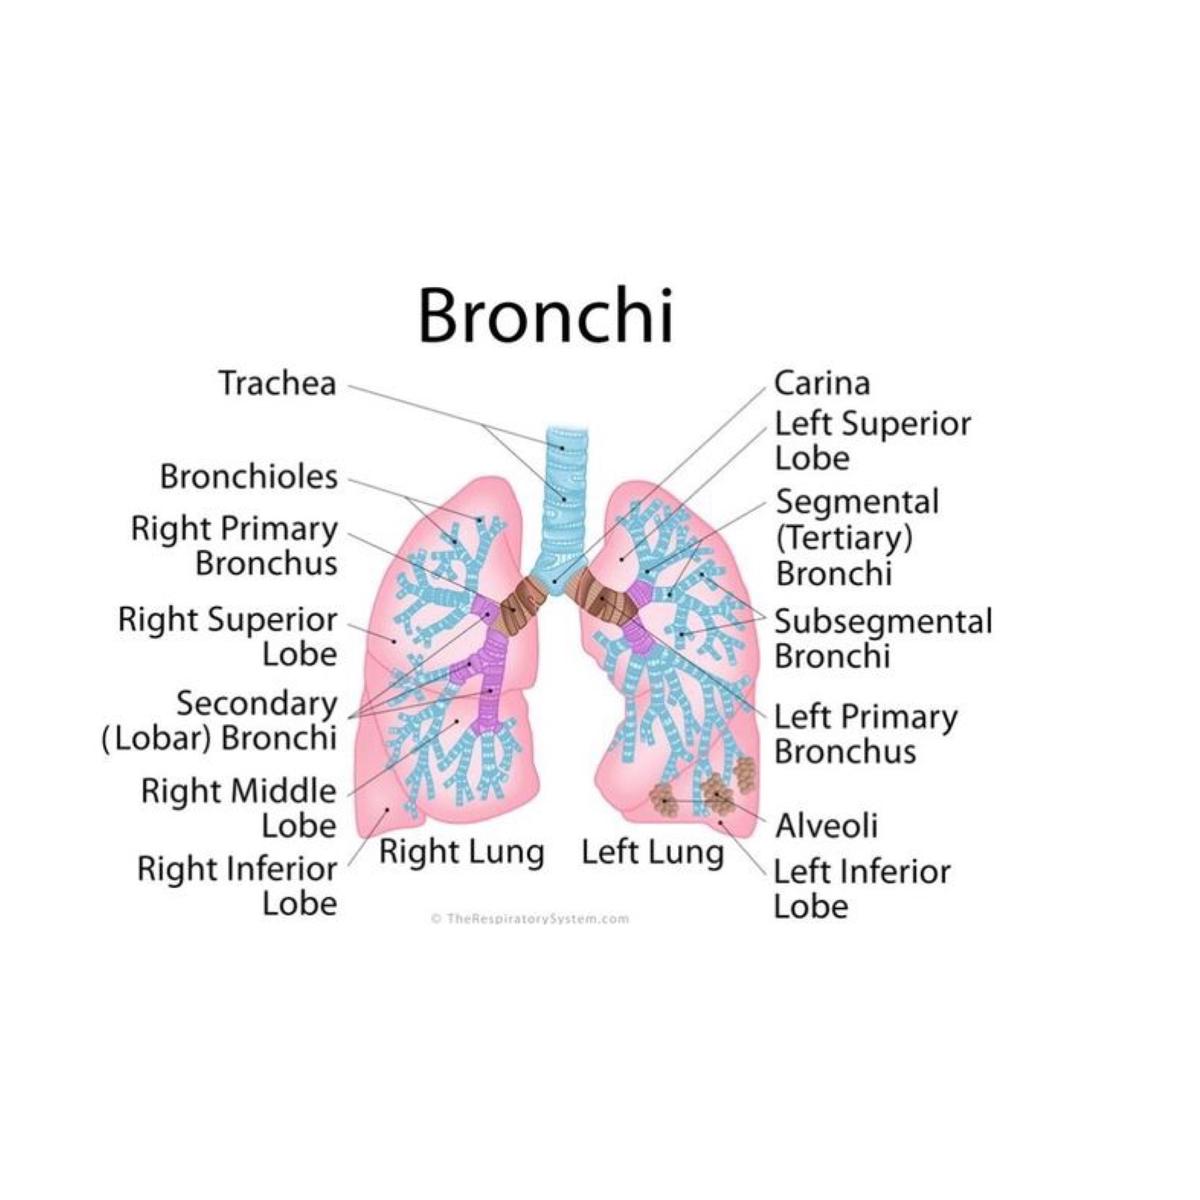 Bronchi
Trachea
Bronchioles
Right Primary
Bronchus
Right Superior
Lobe
Secondary
(Lobar) Bronchi
Right Middle
Lobe
Right Inferior
Lobe
Carina
Left Superior
Lobe
Segmental
(Tertiary)
Bronchi
Subsegmental
Bronchi
Left Primary
Bronchus
Alveoli
Left Inferior
Lobe
Right Lung
Left Lung
© TheRespiratorySystem.com